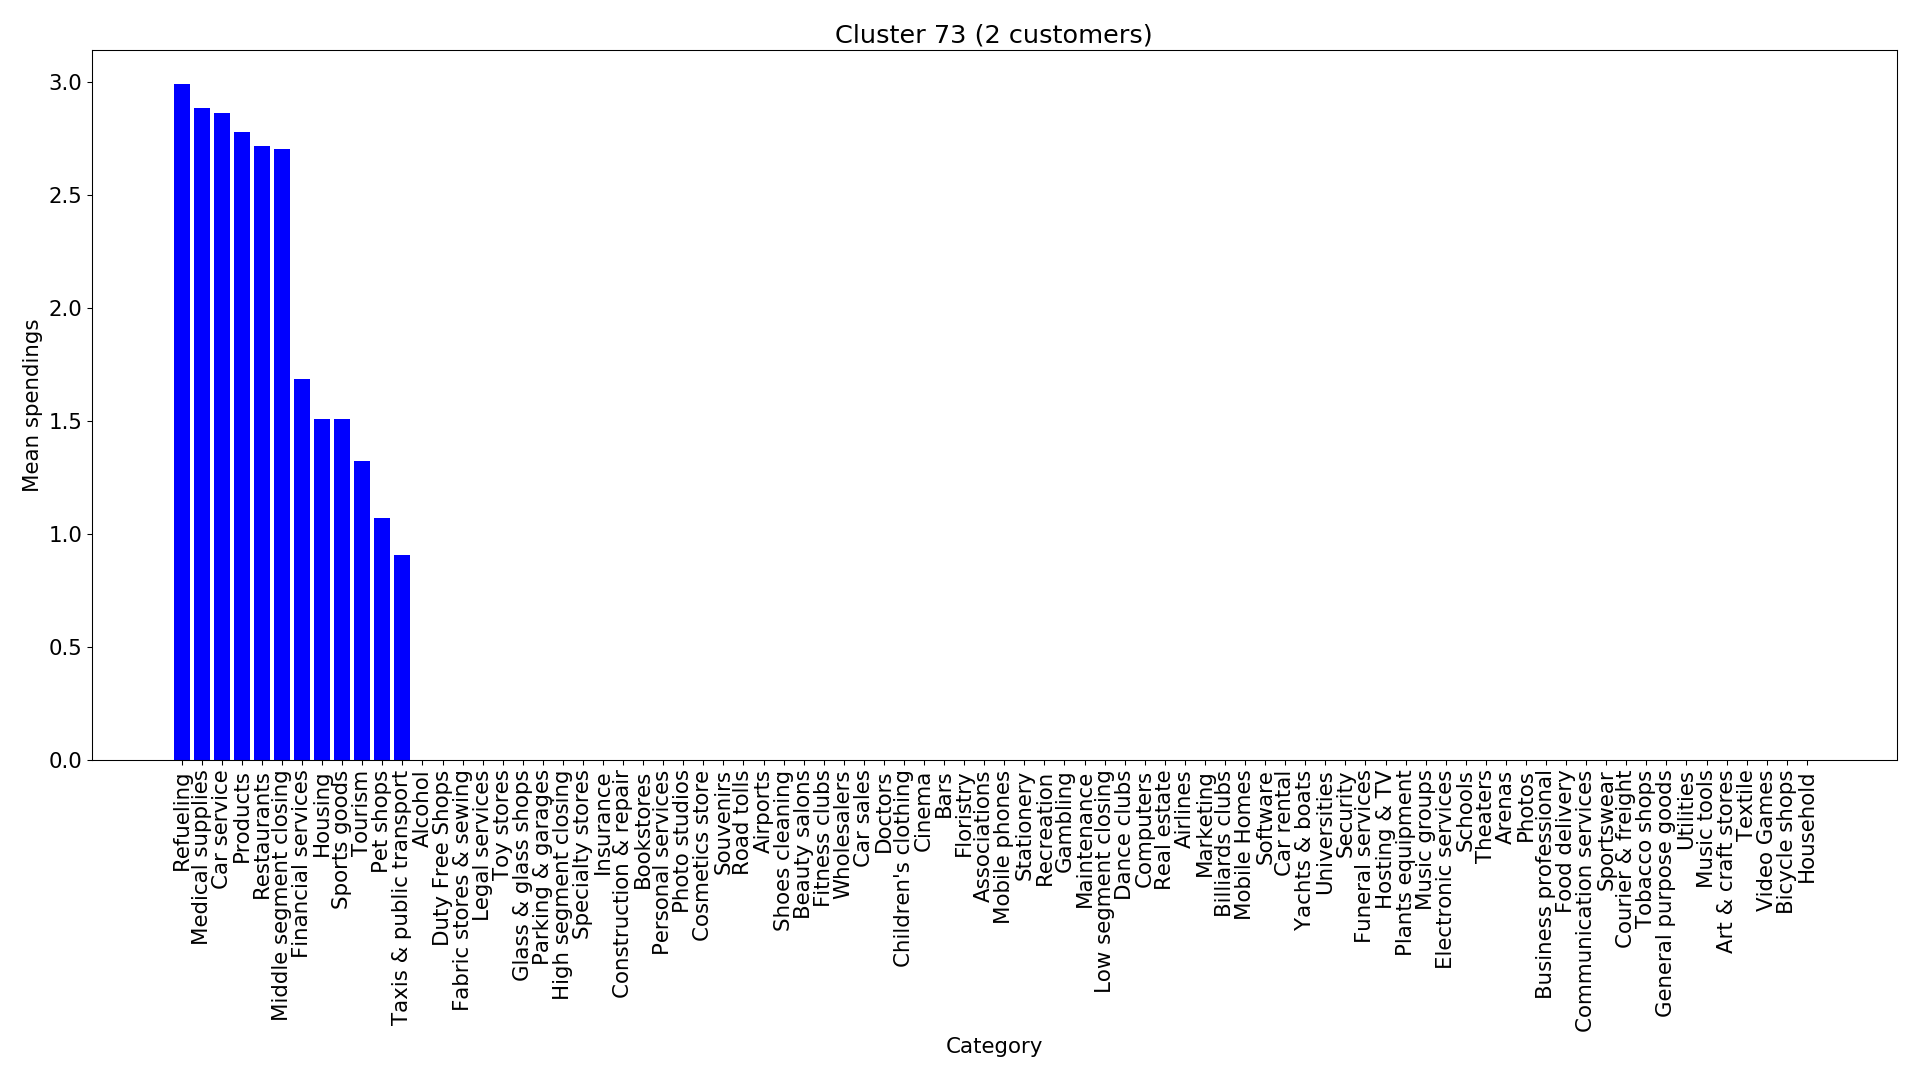 Cluster 73 (2 customers)
Mean spendings
3.0
2.5
2.0
1.5
1.0
0.5
0.0
Refueling
Medical supplies
Car service
Products
Restaurants
Middle segment closing
Financial services
Housing
Sports goods
Tourism
Pet shops
Taxis & public transport
Alcohol
Duty Free Shops
Fabric stores & sewing
Legal services
Toy stores
Glass & glass shops
Parking & garages
High segment closing
Specialty stores
Insurance
Construction & repair
Bookstores
Personal services
Photo studios
Cosmetics store
Souvenirs
Road tolls
Airports
Shoes cleaning
Beauty salons
Fitness clubs
Wholesalers
Car sales
Doctors
Children's clothing
Cinema
Bars
Floristry
Associations
Mobile phones
Stationery
Recreation
Gambling
Maintenance
Low segment closing
Dance clubs
Computers
Real estate
Airlines
Marketing
Billiards clubs
Mobile Homes
Software
Car rental
Yachts & boats
Universities
Security
Funeral services
Hosting & TV
Plants equipment
Music groups
Electronic services
Schools
Theaters
Arenas
Photos
Business professional
Food delivery
Communication services
Sportswear
Courier & freight
Tobacco shops
General purpose goods
Utilities
Music tools
Art & craft stores
Textile
Video Games
Bicycle shops
Household
Category